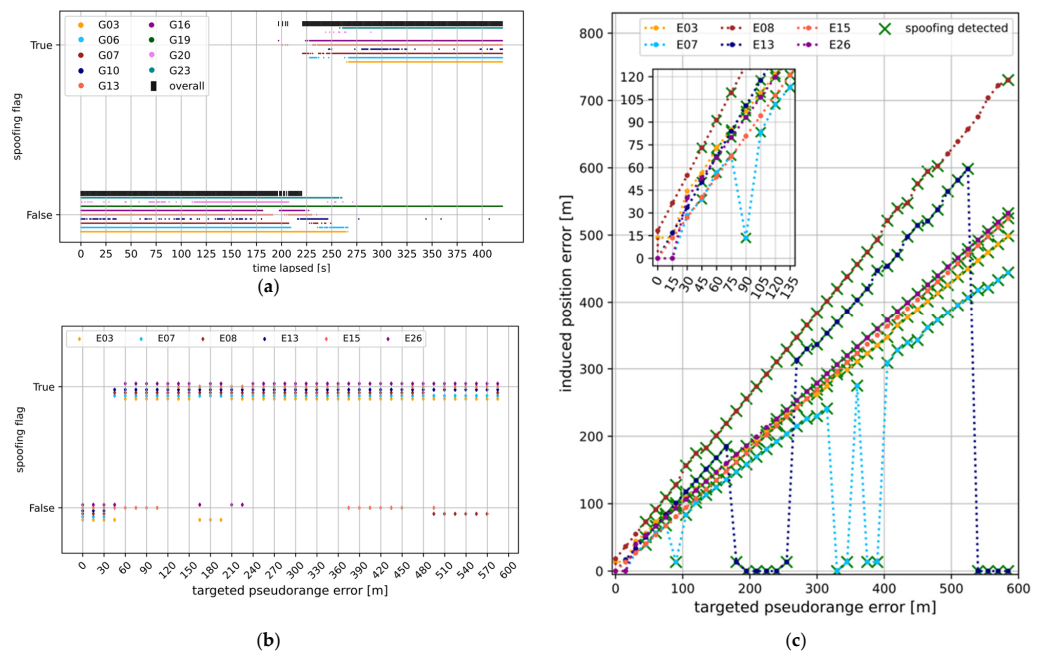 G03 G16
G06 G19
G07 G20
G10 G23
G13 overall
True
False
spoofing flag
0 25 50 75 100 125 150 175 200 225 250 275 300 325 350 375 400
time lapsed [s]
(a)
E03 E07 E08 E13 E15 E26
True
False
spoofing flag
0 30 60 90 120 150 180 210 240 270 300 330 360 390 420 450 480 510 540 570 600
targeted pseudorange error [m]
(b)
E03 E08 E15 spoofing detected
E07 E13 E26
800
700
600
500
400
300
200
100
0
induced position error [m]
120
105
90
75
60
45
30
15
0
0 15 30 45 60 75 90 105 120 135
0 100 200 300 400 500 600
targeted pseudorange error [m]
(c)